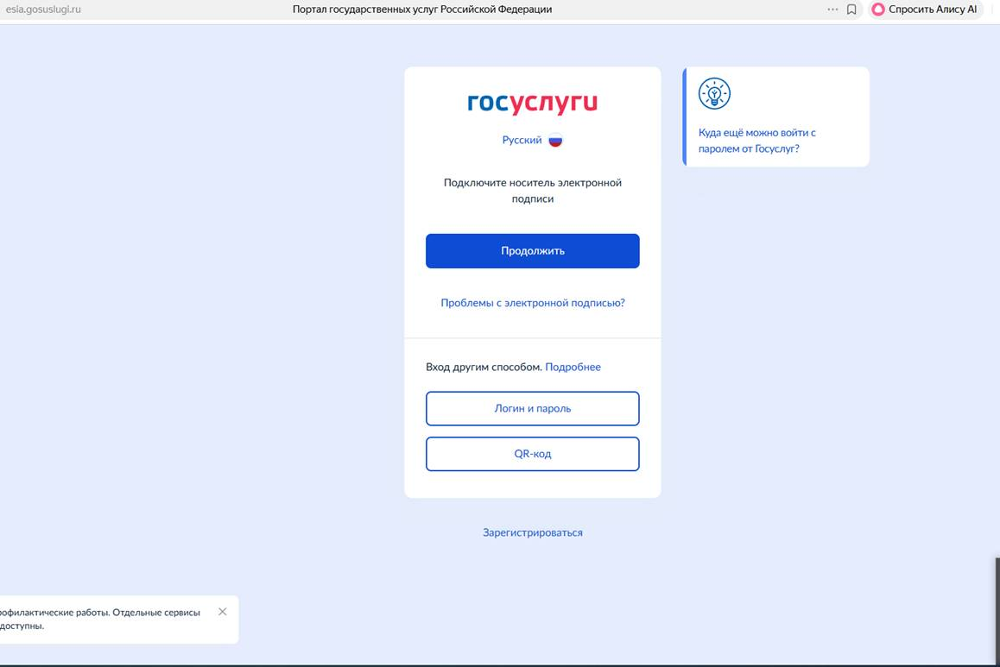 esia.gosuslugi.ru
Портал государственных услуг Российской Федерации
Спросить Алису AI
госуслуги
Русский
Куда ещё можно войти с
паролем от Госуслуг?
Подключите носитель электронной
подписи
Продолжить
Проблемы с электронной подписью?
Вход другим способом. Подробнее
Логин и пароль
QR-код
Зарегистрироваться
работы. Отдельные сервисы